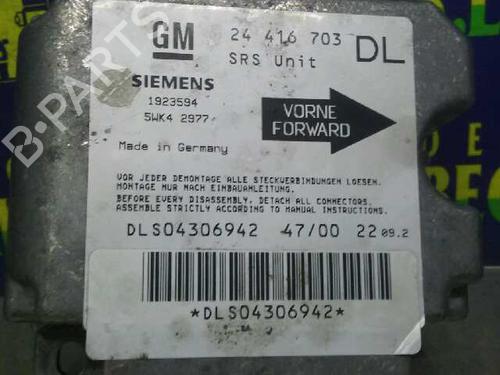 GM
24 416 703
DL
SRS Unit
SIEMENS
1923594
5WK4 2977
VORNE
FORWARD
Made in Germany
VOR JEDER DEMONTAGE ALLE STECKVERBINDUNGEN LOESEN.
MONTAGE NUR NACH EINBAUANLEITUNG.
BEFORE EVERY DISASSEMBLY, DETACH ALL CONNECTORS.
ASSEMBLE STRICTLY ACCORDING TO MANUAL INSTRUCTIONS.
DLS04306942 47/00 22 09.2
*DLS04306942*
B-PARTS